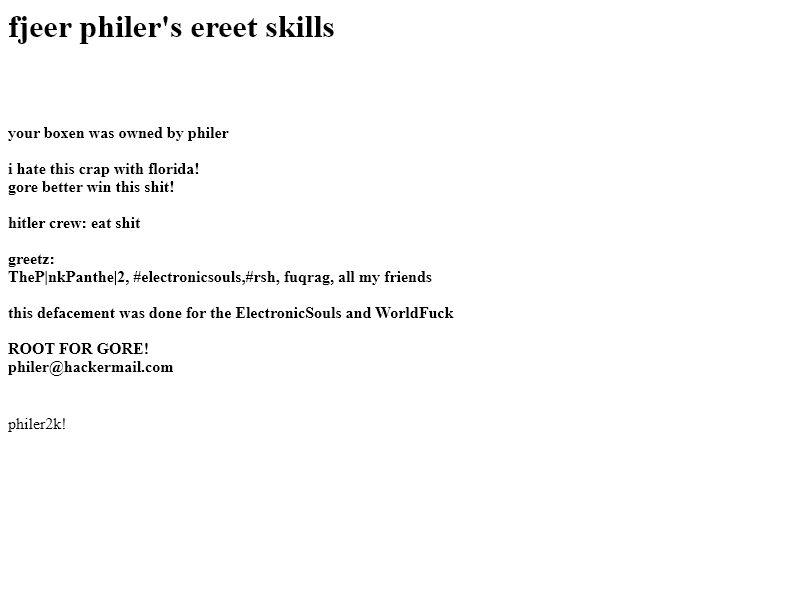 fjeer philer's ereet skills
your boxen was owned by philer
i hate this crap with florida!
gore better win this shit!
hitler crew: eat shit
greetz:
TheP|nkPanthe|2, #electronicsouls,#rsh, fuqrag, all my friends
this defacement was done for the ElectronicSouls and WorldFuck
ROOT FOR GORE!
philer@hackermail.com
philer2k!